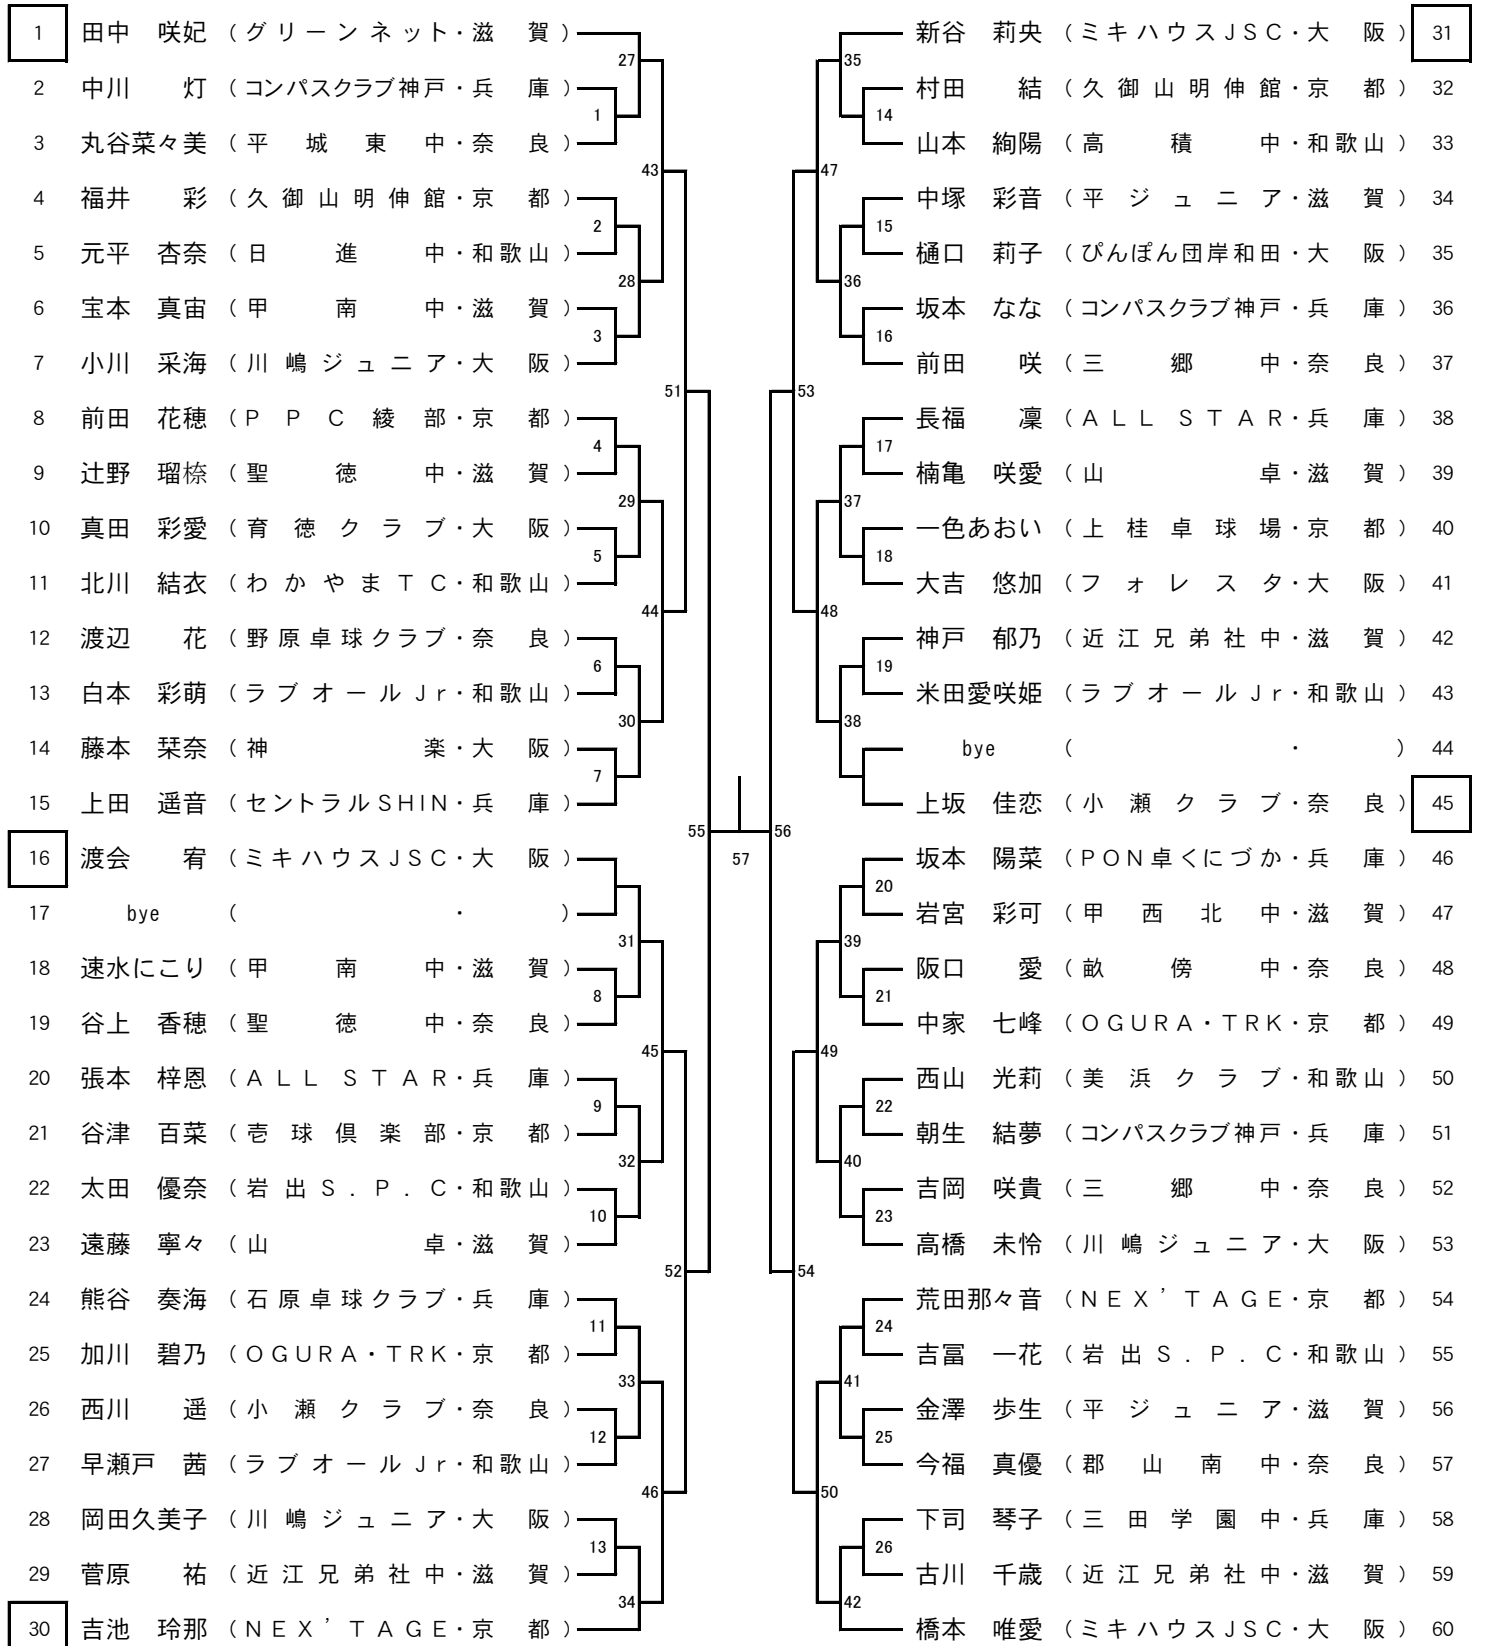 1 田中 咲妃 (グリーンネット・滋 賀)
2 中川 灯 (コンパスクラブ神戸・兵 庫)
3 丸谷菜々美 (平 城 東 中・奈 良)
4 福井 彩 (久御山明伸館・京 都)
5 元平 杏奈 (日 進 中・和歌山)
6 宝本 真宙 (甲 南 中・滋 賀)
7 小川 采海 (川嶋ジュニア・大 阪)
8 前田 花穂 (PPC綾部・京 都)
9 辻野 瑠榇 (聖 徳 中・滋 賀)
10 真田 彩愛 (育徳クラブ・大 阪)
11 北川 結衣 (わかやまTC・和歌山)
12 渡辺 花 (野原卓球クラブ・奈 良)
13 白本 彩萌 (ラブオールJr・和歌山)
14 藤本 栞奈 (神 楽・大 阪)
15 上田 遥音 (セントラルSHIN・兵 庫)
16 渡会 宥 (ミキハウスJSC・大 阪)
17 bye ( ・ )
18 速水にこり (甲 南 中・滋 賀)
19 谷上 香穂 (聖 徳 中・奈 良)
20 張本 梓恩 (ALL STAR・兵 庫)
21 谷津 百菜 (壱球倶楽部・京 都)
22 太田 優奈 (岩出S.P.C・和歌山)
23 遠藤 寧々 (山 卓・滋 賀)
24 熊谷 奏海 (石原卓球クラブ・兵 庫)
25 加川 碧乃 (OGURA・TRK・京 都)
26 西川 遥 (小瀬クラブ・奈 良)
27 早瀬戸 茜 (ラブオールJr・和歌山)
28 岡田久美子 (川嶋ジュニア・大 阪)
29 菅原 祐 (近江兄弟社中・滋 賀)
30 吉池 玲那 (NEX'TAGE・京 都)
27
1
43
2
28
3
51
4
29
5
44
6
30
7
55
31
8
45
9
32
10
52
11
33
12
46
13
34
57
35
14
47
15
36
16
53
17
37
18
48
19
38
56
20
39
21
49
22
40
23
54
24
41
25
50
26
42
新谷 莉央 (ミキハウスJSC・大 阪) 31
村田 結 (久御山明伸館・京 都) 32
山本 絢陽 (高 積 中・和歌山) 33
中塚 彩音 (平ジュニア・滋 賀) 34
樋口 莉子 (ぴんぽん団岸和田・大 阪) 35
坂本 なな (コンパスクラブ神戸・兵 庫) 36
前田 咲 (三 郷 中・奈 良) 37
長福 凜 (ALL STAR・兵 庫) 38
楠亀 咲愛 (山 卓・滋 賀) 39
一色あおい (上桂卓球場・京 都) 40
大吉 悠加 (フォレスタ・大 阪) 41
神戸 郁乃 (近江兄弟社中・滋 賀) 42
米田愛咲姫 (ラブオールJr・和歌山) 43
bye ( ・ ) 44
上坂 佳恋 (小瀬クラブ・奈 良) 45
坂本 陽菜 (PON卓くにづか・兵 庫) 46
岩宮 彩可 (甲西北中・滋 賀) 47
阪口 愛 (畝 傍 中・奈 良) 48
中家 七峰 (OGURA・TRK・京 都) 49
西山 光莉 (美浜クラブ・和歌山) 50
朝生 結夢 (コンパスクラブ神戸・兵 庫) 51
吉岡 咲貴 (三 郷 中・奈 良) 52
高橋 未怜 (川嶋ジュニア・大 阪) 53
荒田那々音 (NEX'TAGE・京 都) 54
吉冨 一花 (岩出S.P.C・和歌山) 55
金澤 歩生 (平ジュニア・滋 賀) 56
今福 真優 (郡山南中・奈 良) 57
下司 琴子 (三田学園中・兵 庫) 58
古川 千歳 (近江兄弟社中・滋 賀) 59
橋本 唯愛 (ミキハウスJSC・大 阪) 60